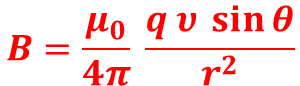 B = μ₀/4π q υ sin θ/r²